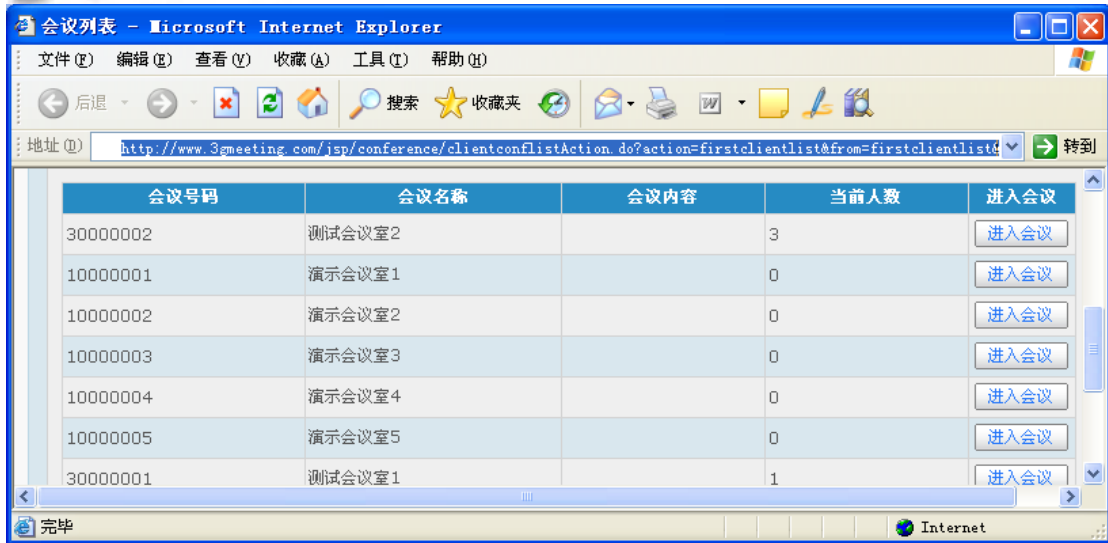 会议列表 - Microsoft Internet Explorer
文件(F) 编辑(E) 查看(V) 收藏(A) 工具(T) 帮助(H)
后退 搜索 收藏夹
地址(D) http://www.3gmeeting.com/jsp/conference/clientconflistAction.do?action=firstclientlist&from=firstclientlist& 转到
会议号码 会议名称 会议内容 当前人数 进入会议
30000002 测试会议室2 3 进入会议
10000001 演示会议室1 0 进入会议
10000002 演示会议室2 0 进入会议
10000003 演示会议室3 0 进入会议
10000004 演示会议室4 0 进入会议
10000005 演示会议室5 0 进入会议
30000001 测试会议室1 1 进入会议
完毕 Internet